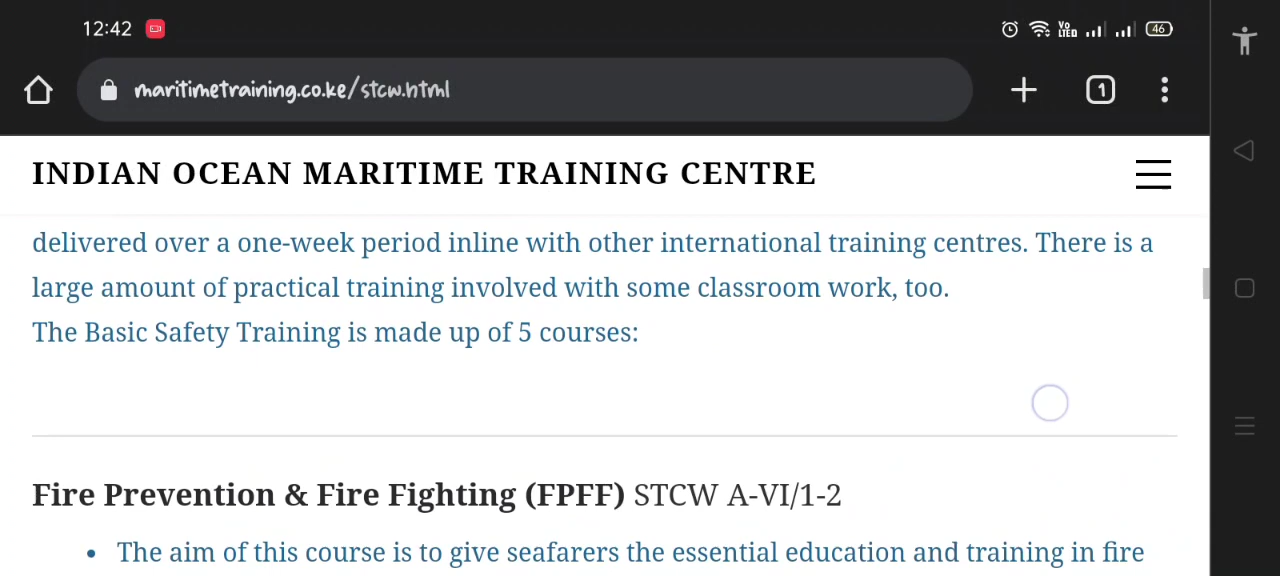 12:42
Vo
LTED
46
maritimetraining.co.ke/stcw.html
1
INDIAN OCEAN MARITIME TRAINING CENTRE
delivered over a one-week period inline with other international training centres. There is a
large amount of practical training involved with some classroom work, too.
The Basic Safety Training is made up of 5 courses:
Fire Prevention & Fire Fighting (FPFF) STCW A-VI/1-2
• The aim of this course is to give seafarers the essential education and training in fire